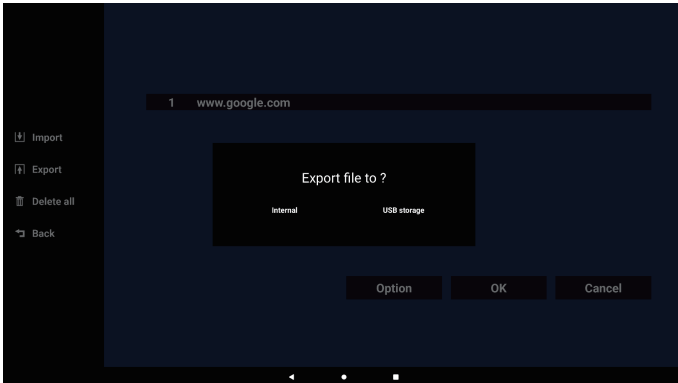 1 www.google.com
Import
Export
Delete all
Back
Export file to ?
Internal USB storage
Option OK Cancel